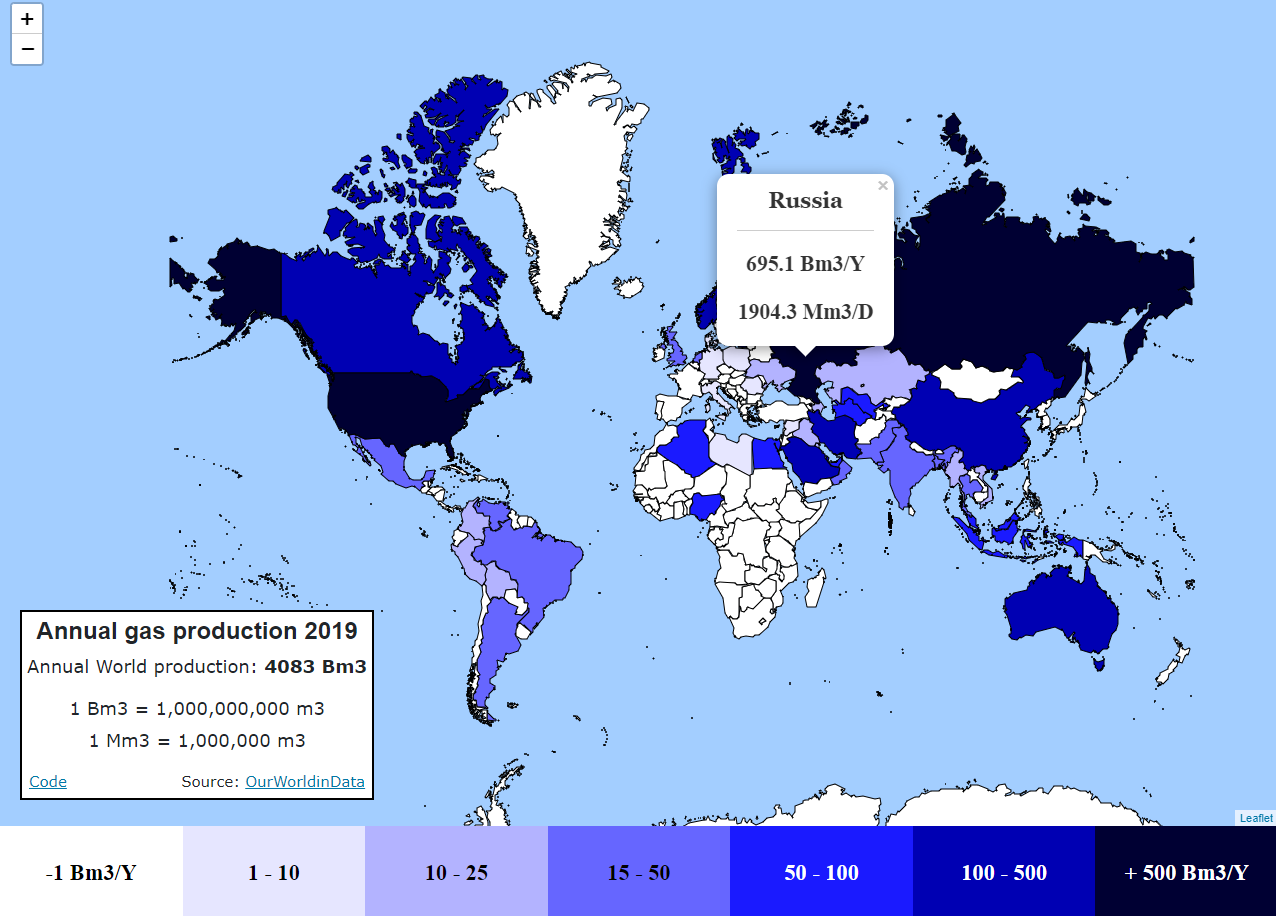 +
−
×
Russia
695.1 Bm3/Y
1904.3 Mm3/D
Annual gas production 2019
Annual World production: 4083 Bm3
1 Bm3 = 1,000,000,000 m3
1 Mm3 = 1,000,000 m3
Code Source: OurWorldinData
Leaflet
-1 Bm3/Y 1 - 10 10 - 25 15 - 50 50 - 100 100 - 500 + 500 Bm3/Y